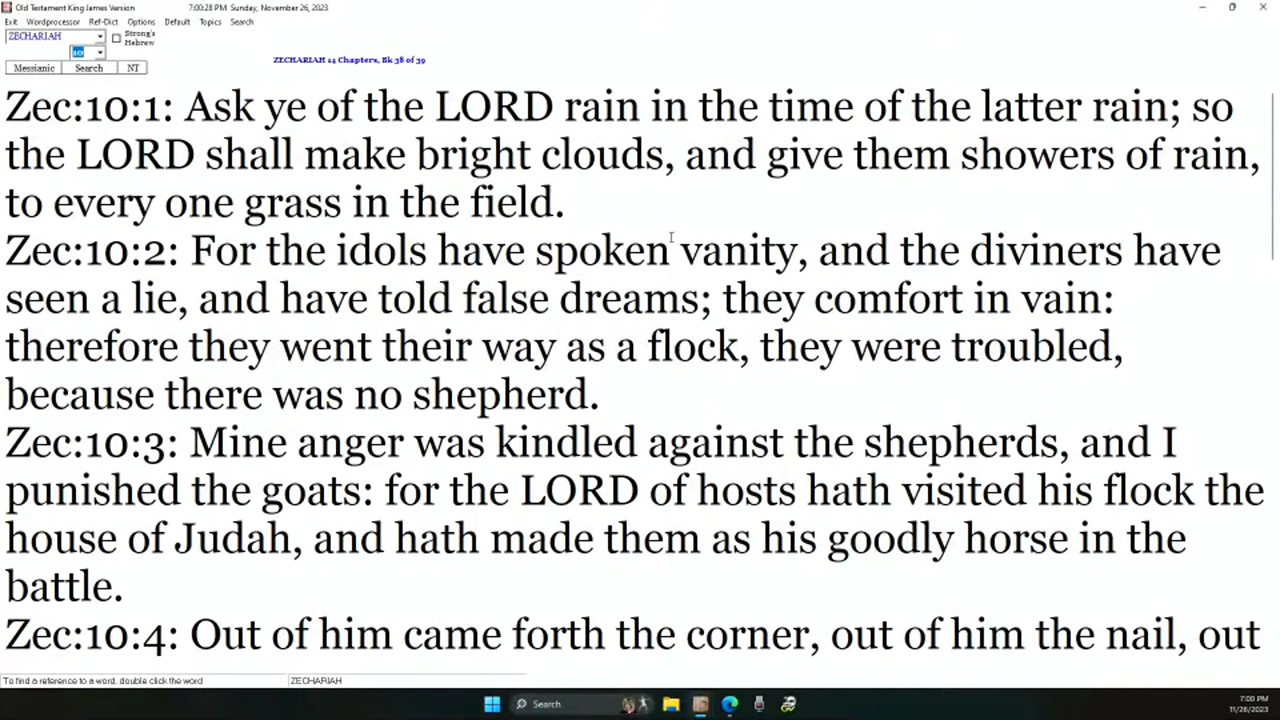 Old Testament King James Version 7:00:28 PM Sunday, November 26, 2023
Exit Wordprocessor Ref-Dict Options Default Topics Search
ZECHARIAH
Strong's
Hebrew
10
ZECHARIAH 14 Chapters, Bk 38 of 39
Messianic Search NT
Zec:10:1: Ask ye of the LORD rain in the time of the latter rain; so
the LORD shall make bright clouds, and give them showers of rain,
to every one grass in the field.
Zec:10:2: For the idols have spoken vanity, and the diviners have
seen a lie, and have told false dreams; they comfort in vain:
therefore they went their way as a flock, they were troubled,
because there was no shepherd.
Zec:10:3: Mine anger was kindled against the shepherds, and I
punished the goats: for the LORD of hosts hath visited his flock the
house of Judah, and hath made them as his goodly horse in the
battle.
Zec:10:4: Out of him came forth the corner, out of him the nail, out
To find a reference to a word, double click the word ZECHARIAH
Search
7:00 PM
11/26/2023